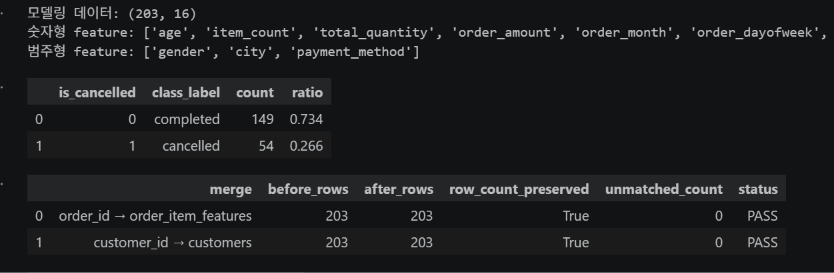 모델링 데이터: (203, 16)
숫자형 feature: ['age', 'item_count', 'total_quantity', 'order_amount', 'order_month', 'order_dayofweek',
범주형 feature: ['gender', 'city', 'payment_method']
is_cancelled class_label count ratio
0 0 completed 149 0.734
1 1 cancelled 54 0.266
merge before_rows after_rows row_count_preserved unmatched_count status
0 order_id → order_item_features 203 203 True 0 PASS
1 customer_id → customers 203 203 True 0 PASS